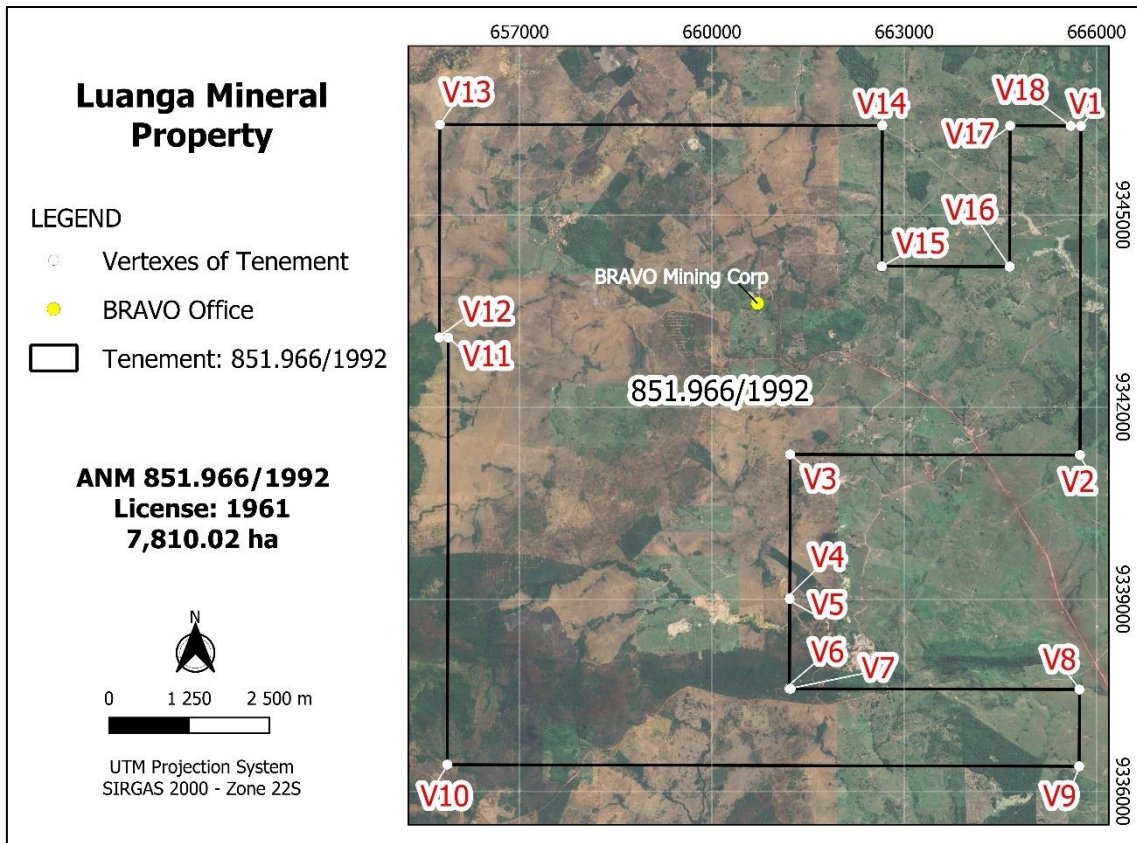 Luanga Mineral
Property
LEGEND
Vertexes of Tenement
BRAVO Office
Tenement: 851.966/1992
ANM 851.966/1992
License: 1961
7,810.02 ha
N
0 1 250 2 500 m
UTM Projection System
SIRGAS 2000 - Zone 22S
657000 660000 663000 666000
V13
V14
V18
V1
V17
V16
V15
9345000
BRAVO Mining Corp
V12
V11
851.966/1992
9342000
V3
V2
V4
V5
9339000
V6
V7
V8
V10
V9
9336000